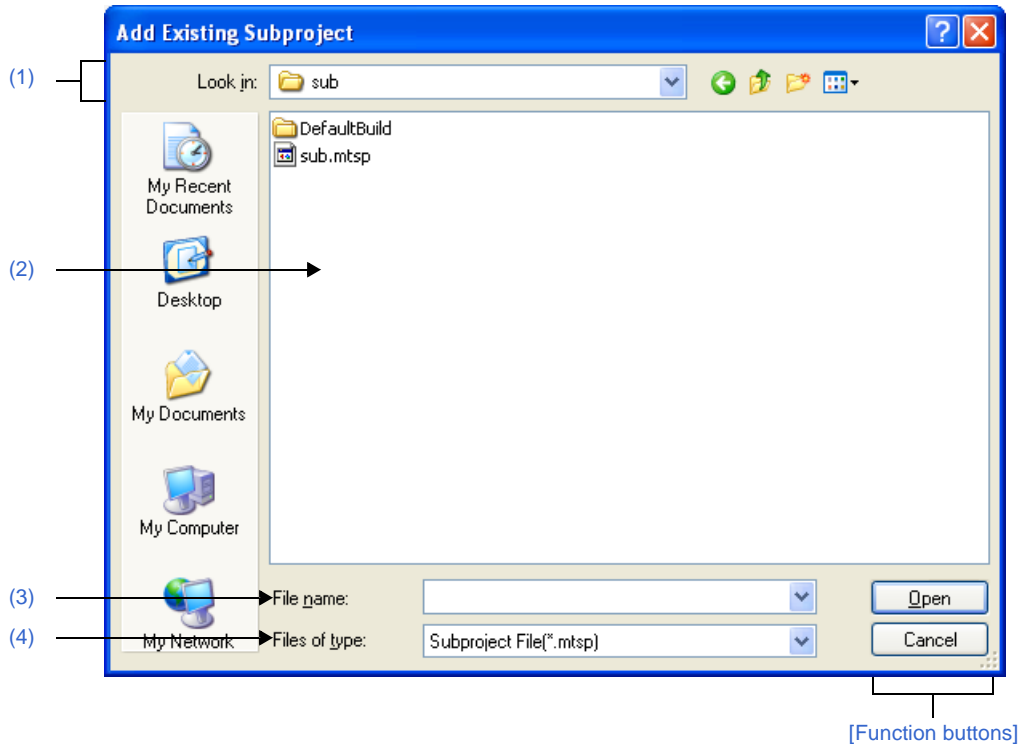 Add Existing Subproject
(1)
Look in:
sub
DefaultBuild
sub.mtsp
My Recent
Documents
(2)
Desktop
My Documents
My Computer
(3)
File name:
Open
(4)
My Network
Files of type:
Subproject File(*.mtsp)
Cancel
[Function buttons]